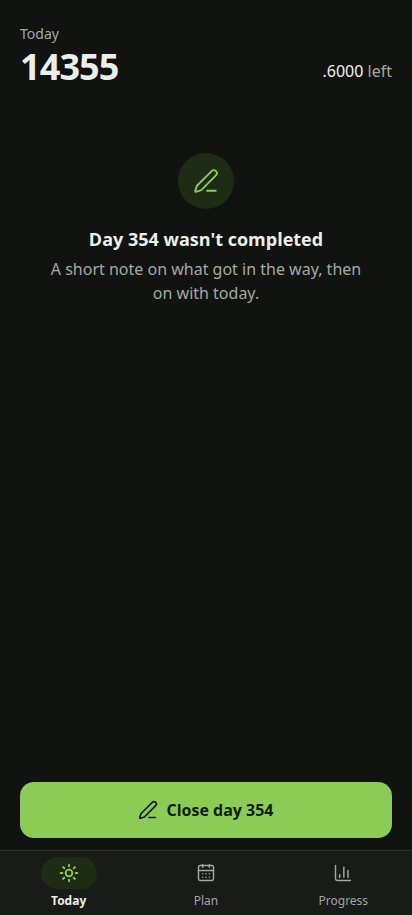 Today
14355
.6000 left
Day 354 wasn't completed
A short note on what got in the way, then
on with today.
Close day 354
Today
Plan
Progress